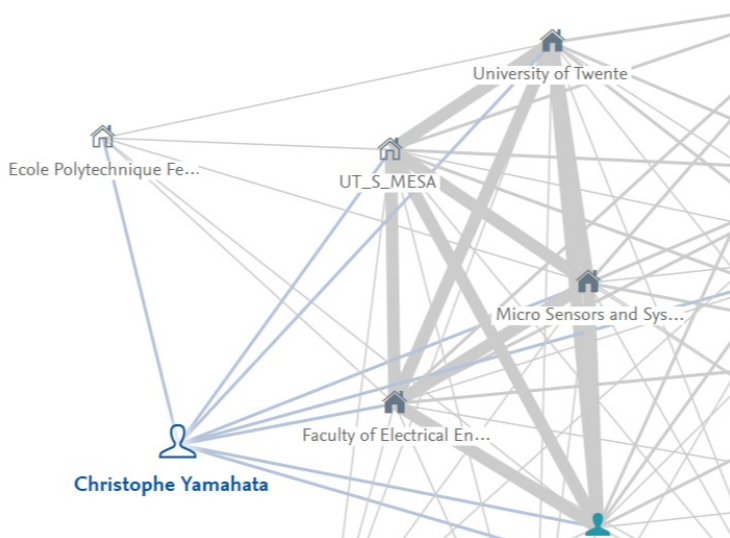 University of Twente
Ecole Polytechnique Fe...
UT_S_MESA
Micro Sensors and Sys...
Faculty of Electrical En...
Christophe Yamahata